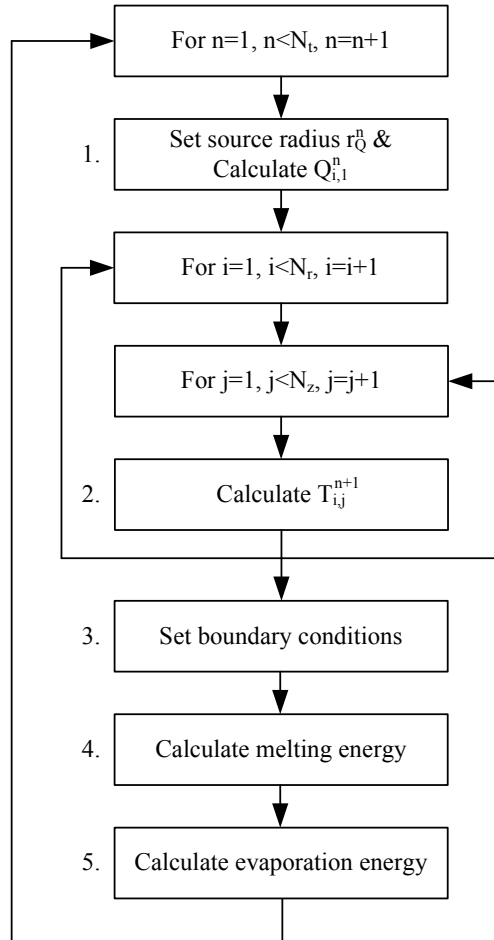 For n=1, n<Nₜ, n=n+1
1.
Set source radius r_Q^n &
Calculate Q_{i,1}^n
For i=1, i<N_r, i=i+1
For j=1, j<N_z, j=j+1
2.
Calculate T_{i,j}^{n+1}
3.
Set boundary conditions
4.
Calculate melting energy
5.
Calculate evaporation energy